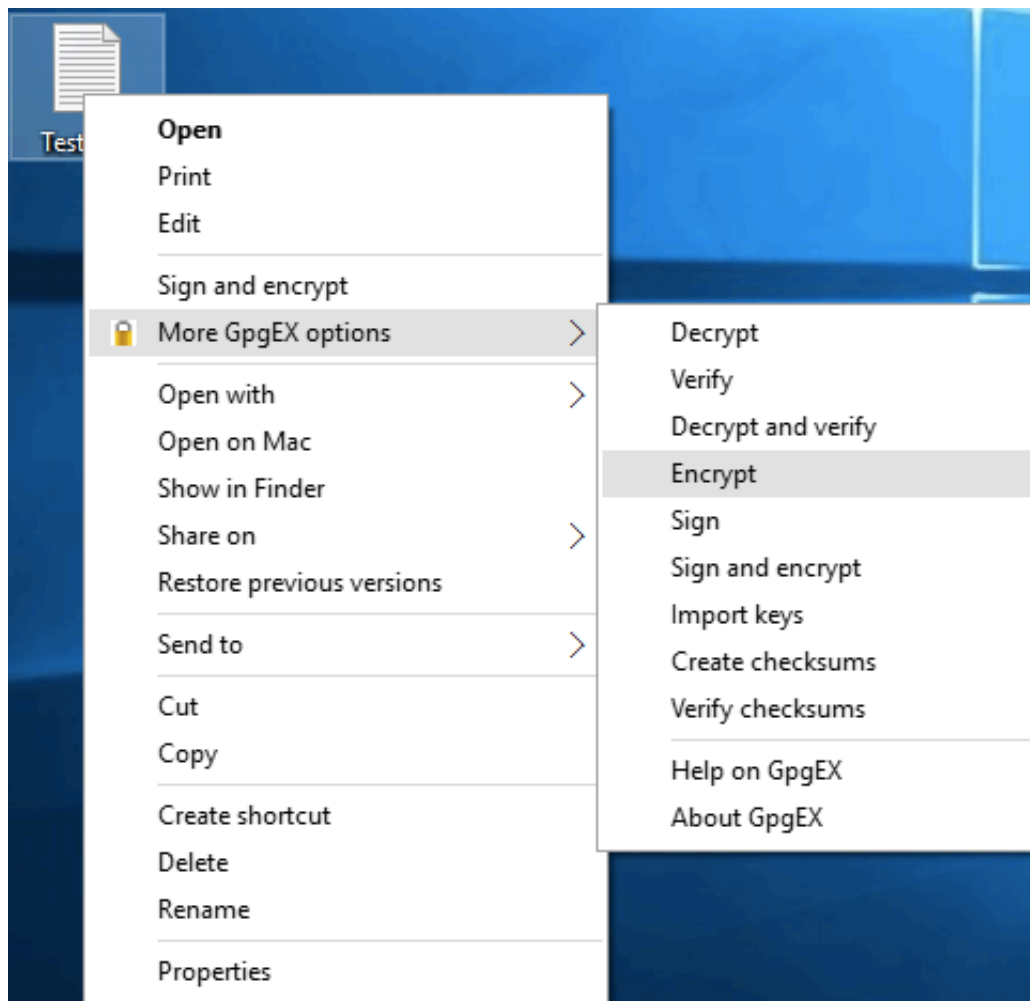 Test
Open
Print
Edit
Sign and encrypt
More GpgEX options
Open with
Open on Mac
Show in Finder
Share on
Restore previous versions
Send to
Cut
Copy
Create shortcut
Delete
Rename
Properties
Decrypt
Verify
Decrypt and verify
Encrypt
Sign
Sign and encrypt
Import keys
Create checksums
Verify checksums
Help on GpgEX
About GpgEX